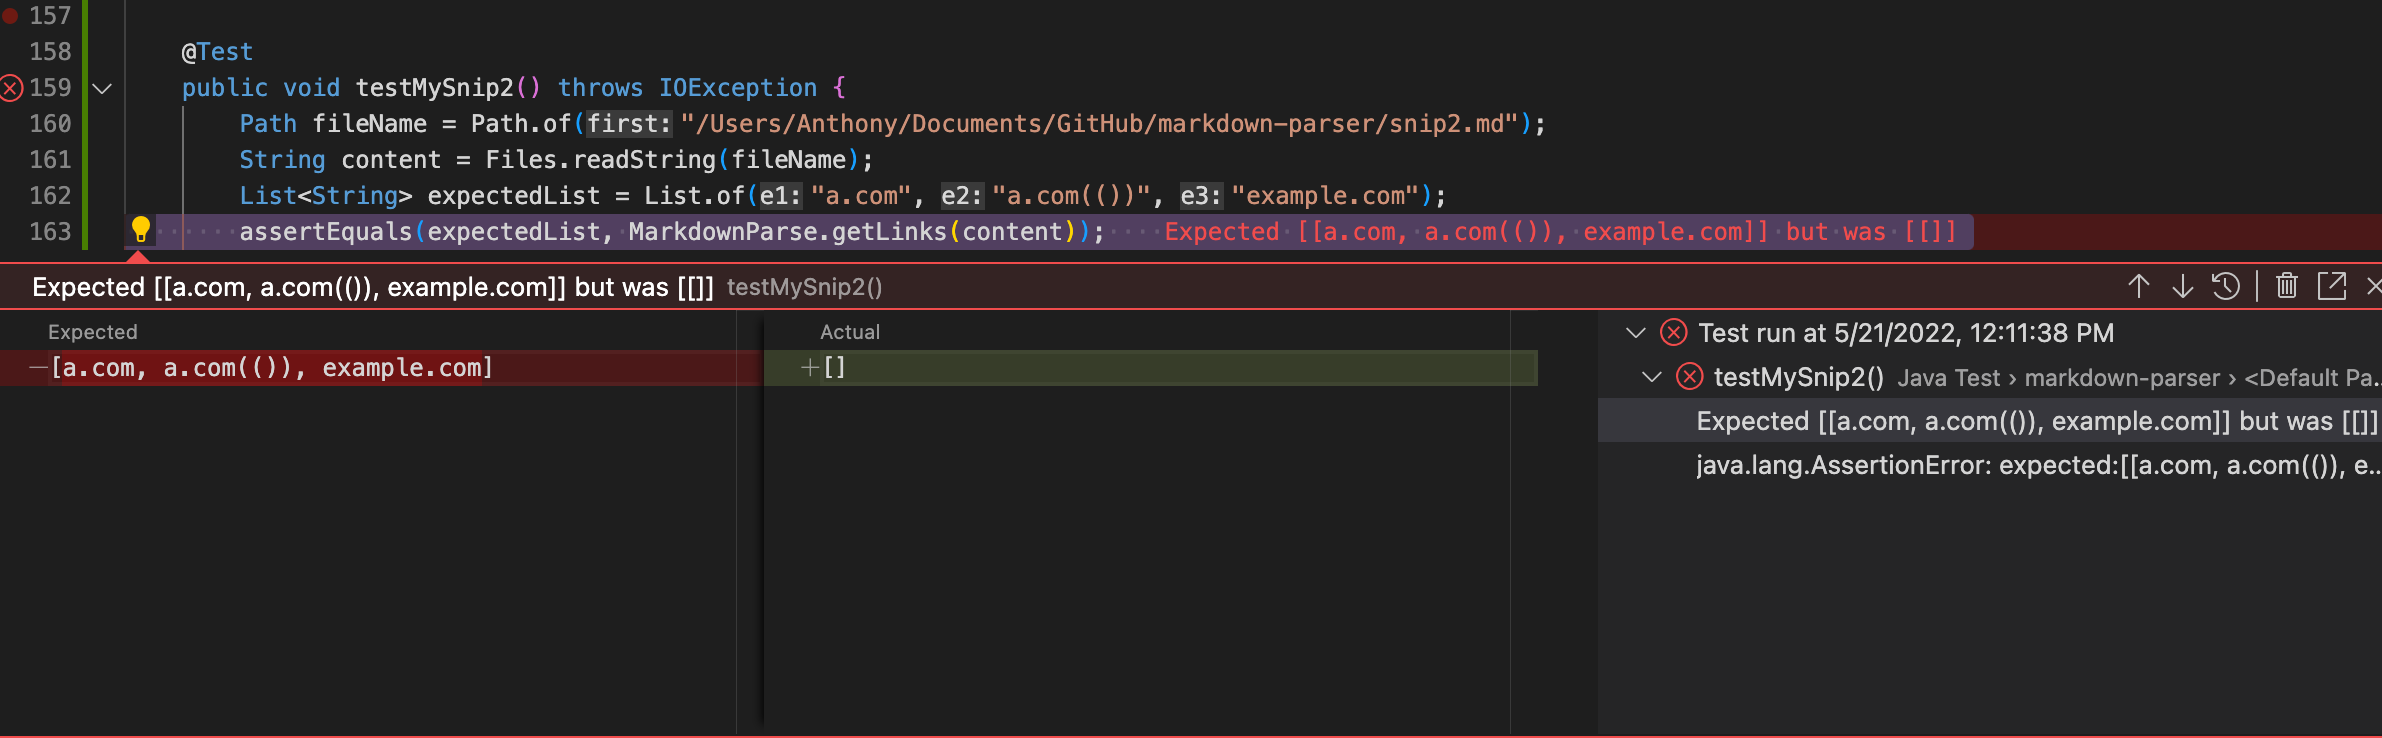 157
158 @Test
159 public void testMySnip2() throws IOException {
160 Path fileName = Path.of(first: "/Users/Anthony/Documents/GitHub/markdown-parser/snip2.md");
161 String content = Files.readString(fileName);
162 List<String> expectedList = List.of(e1: "a.com", e2: "a.com(())", e3: "example.com");
163 assertEquals(expectedList, MarkdownParse.getLinks(content)); Expected [[a.com, a.com(()), example.com]] but was [[]]
Expected [[a.com, a.com(()), example.com]] but was [[]] testMySnip2()
Expected
−[a.com, a.com(()), example.com]
Actual
+[]
Test run at 5/21/2022, 12:11:38 PM
testMySnip2() Java Test › markdown-parser › <Default Pa...
Expected [[a.com, a.com(()), example.com]] but was [[]]
java.lang.AssertionError: expected:[[a.com, a.com(()), e...